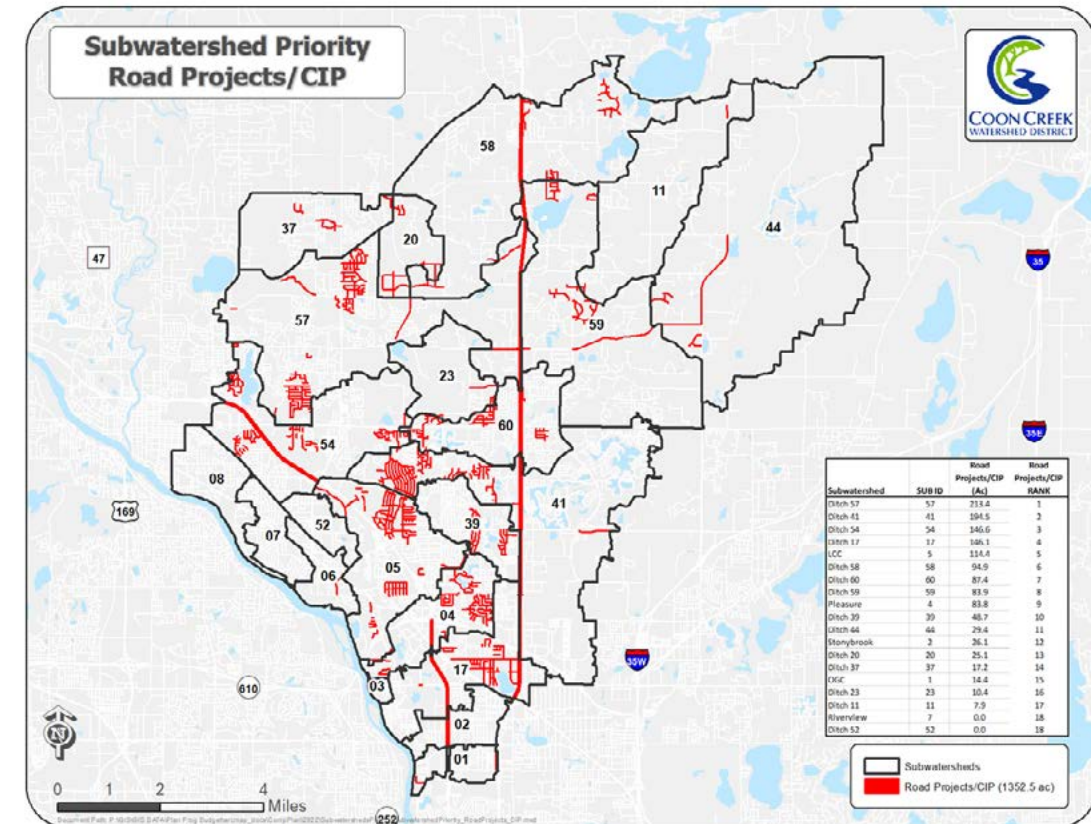 Subwatershed Priority
Road Projects/CIP
COON CREEK
WATERSHED DISTRICT
58
11
44
37
20
47
35
57
59
23
60
35E
54
41
08
169
52
39
07
05
06
04
17
35W
03
610
02
01
252
Subwatershed SUB ID Road Projects/CIP (Ac) Road Projects/CIP RANK
Ditch 57 57 213.4 1
Ditch 41 41 194.5 2
Ditch 54 54 146.6 3
Ditch 17 17 146.1 4
LCC 5 114.4 5
Ditch 58 58 94.9 6
Ditch 60 60 87.4 7
Ditch 59 59 83.9 8
Pleasure 4 83.8 9
Ditch 39 39 48.7 10
Ditch 44 44 29.4 11
Stonybrook 2 26.1 12
Ditch 20 20 25.1 13
Ditch 37 37 17.2 14
OGC 1 14.4 15
Ditch 23 23 10.4 16
Ditch 11 11 7.9 17
Riverview 7 0.0 18
Ditch 52 52 0.0 18
Subwatersheds
Road Projects/CIP (1352.5 ac)
N
0 1 2 4
Miles